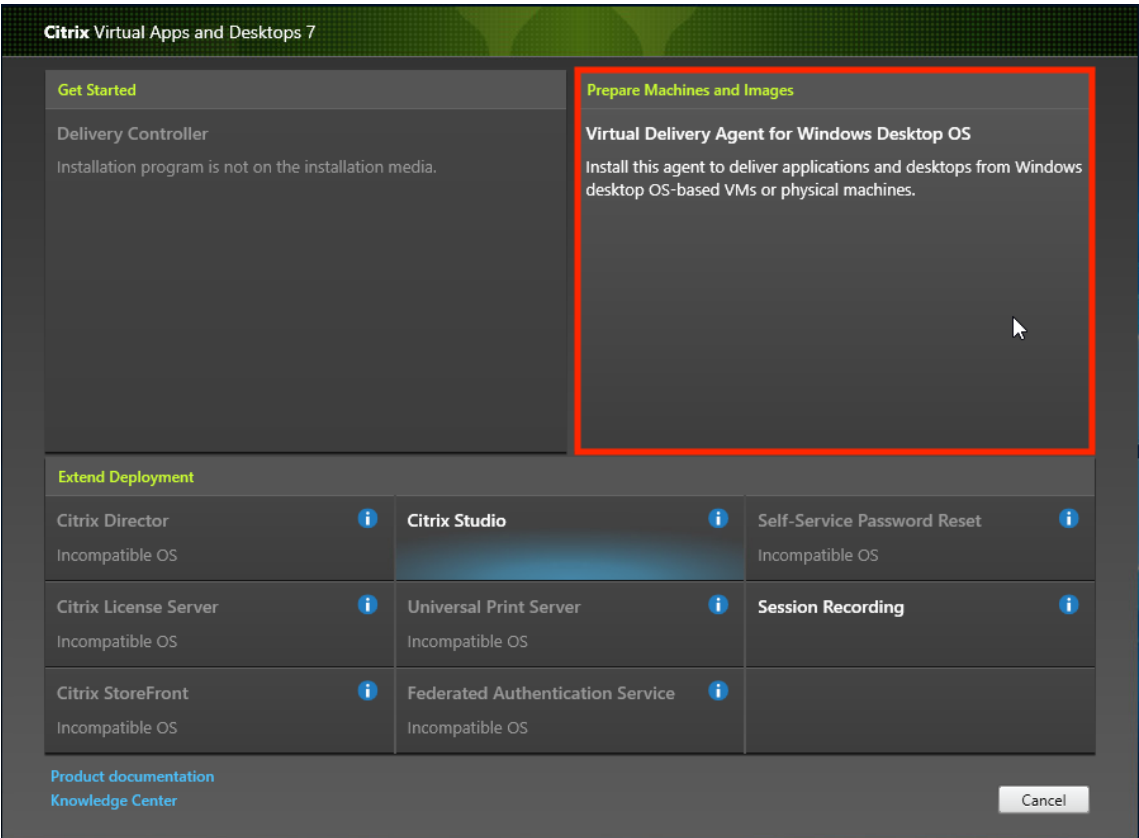 Citrix Virtual Apps and Desktops 7
Get Started
Delivery Controller
Installation program is not on the installation media.
Prepare Machines and Images
Virtual Delivery Agent for Windows Desktop OS
Install this agent to deliver applications and desktops from Windows
desktop OS-based VMs or physical machines.
Extend Deployment
Citrix Director
Incompatible OS
Citrix Studio
Self-Service Password Reset
Incompatible OS
Citrix License Server
Incompatible OS
Universal Print Server
Incompatible OS
Session Recording
Citrix StoreFront
Incompatible OS
Federated Authentication Service
Incompatible OS
Product documentation
Knowledge Center
Cancel